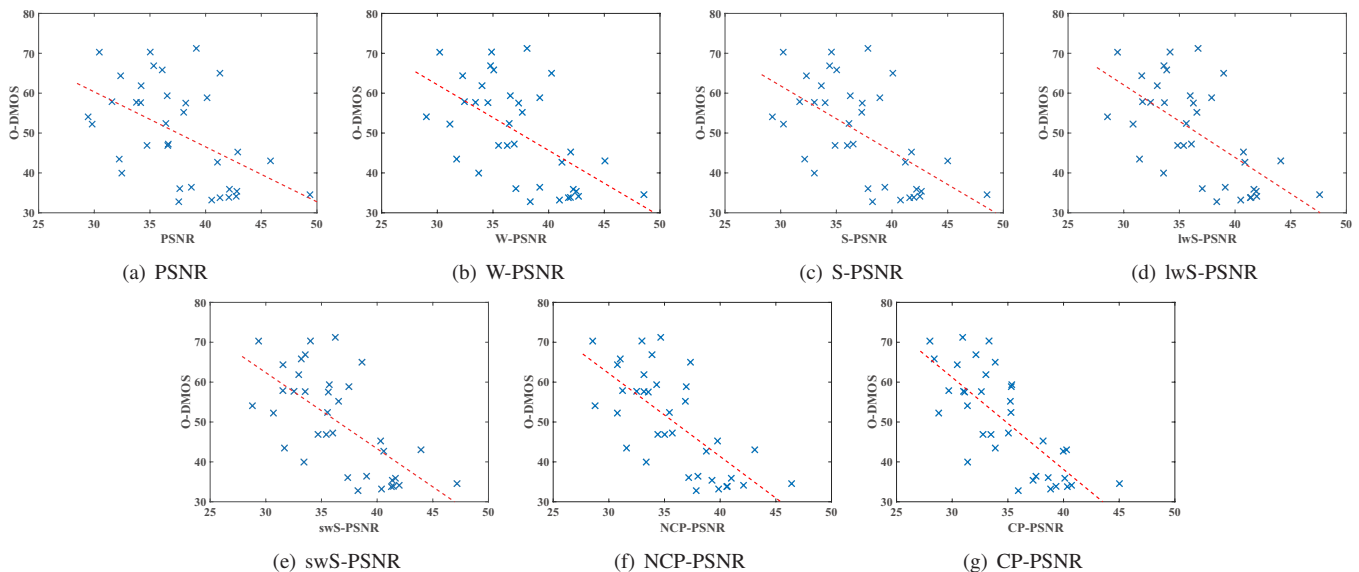 80
70
60
50
40
30
O-DMOS
25 30 35 40 45 50
PSNR
(a) PSNR
80
70
60
50
40
30
O-DMOS
25 30 35 40 45 50
W-PSNR
(b) W-PSNR
80
70
60
50
40
30
O-DMOS
25 30 35 40 45 50
S-PSNR
(c) S-PSNR
80
70
60
50
40
30
O-DMOS
25 30 35 40 45 50
lwS-PSNR
(d) lwS-PSNR
80
70
60
50
40
30
O-DMOS
25 30 35 40 45 50
swS-PSNR
(e) swS-PSNR
80
70
60
50
40
30
O-DMOS
25 30 35 40 45 50
NCP-PSNR
(f) NCP-PSNR
80
70
60
50
40
30
O-DMOS
25 30 35 40 45 50
CP-PSNR
(g) CP-PSNR